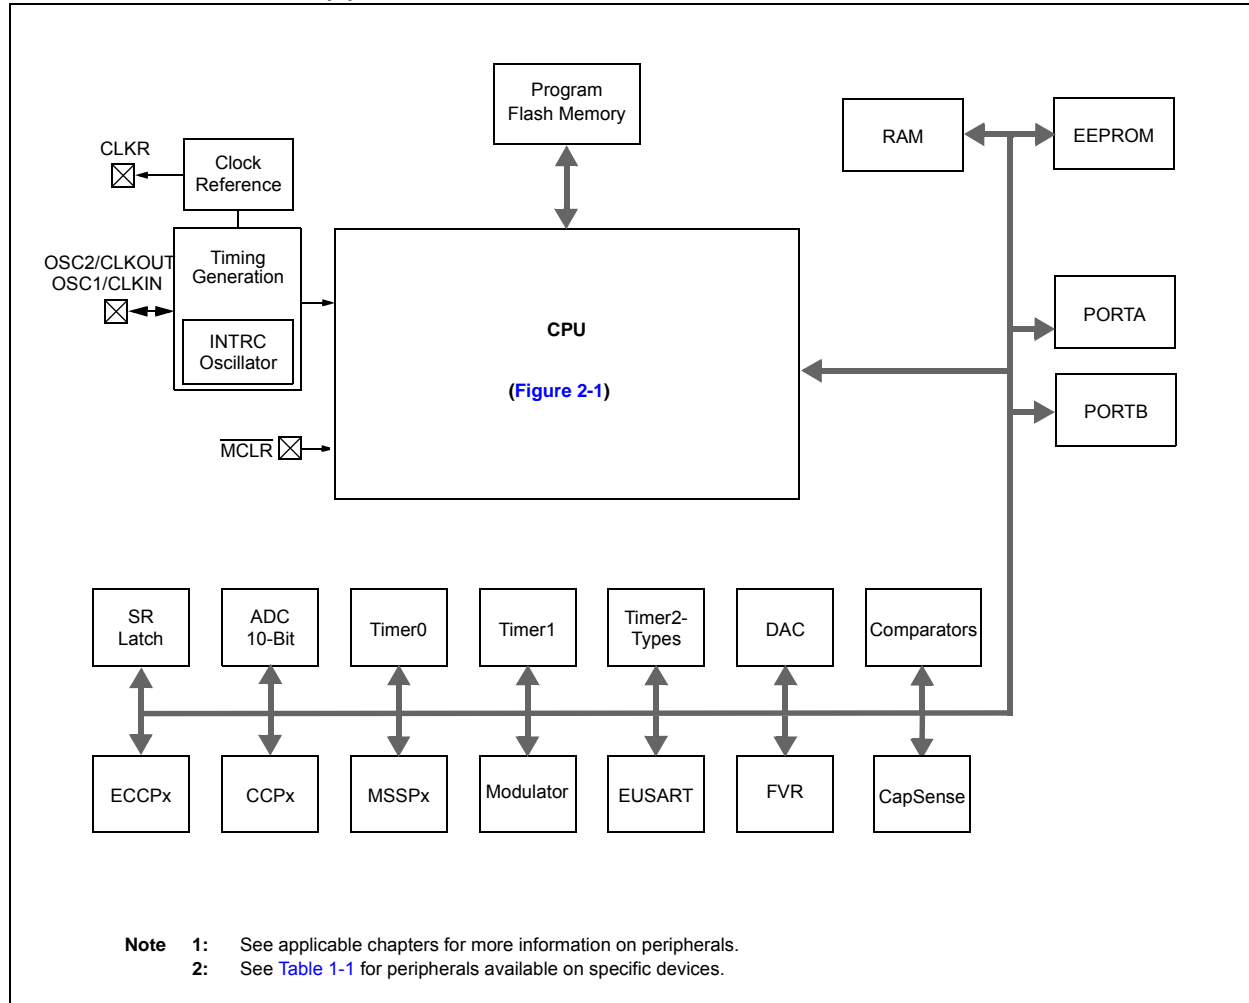 Program
Flash Memory
RAM
EEPROM
CLKR
Clock
Reference
OSC2/CLKOUT
OSC1/CLKIN
Timing
Generation
INTRC
Oscillator
CPU
(Figure 2-1)
MCLR
PORTA
PORTB
SR
Latch
ADC
10-Bit
Timer0
Timer1
Timer2-
Types
DAC
Comparators
ECCPx
CCPx
MSSPx
Modulator
EUSART
FVR
CapSense
Note 1: See applicable chapters for more information on peripherals.
2: See Table 1-1 for peripherals available on specific devices.